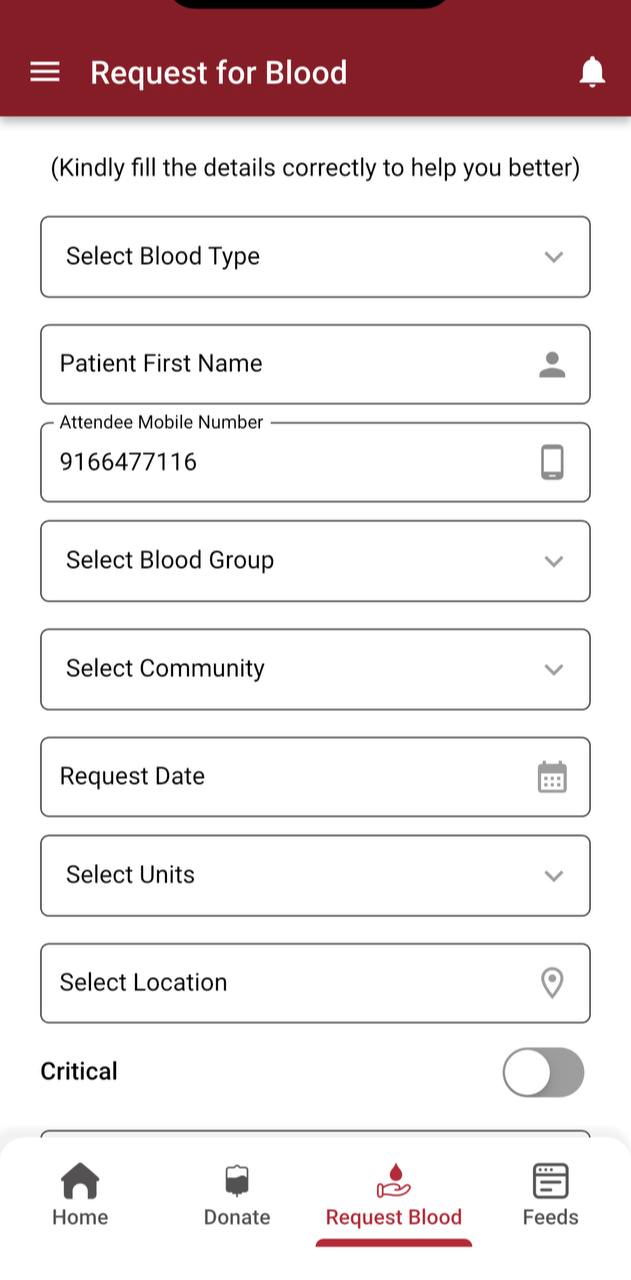 Request for Blood
(Kindly fill the details correctly to help you better)
Select Blood Type
Patient First Name
Attendee Mobile Number
9166477116
Select Blood Group
Select Community
Request Date
Select Units
Select Location
Critical
Home
Donate
Request Blood
Feeds